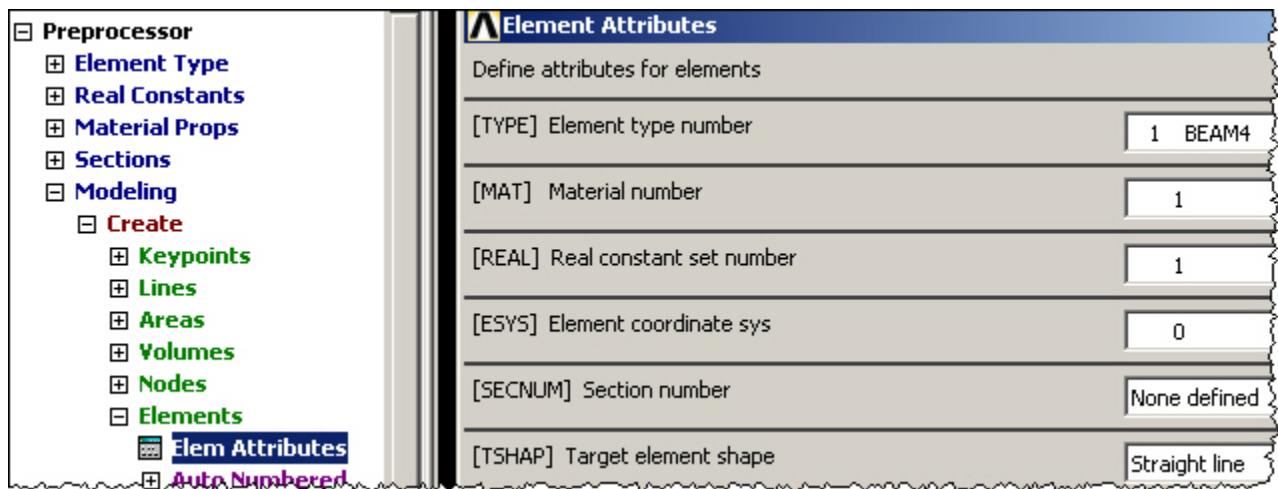 Preprocessor
Element Type
Real Constants
Material Props
Sections
Modeling
Create
Keypoints
Lines
Areas
Volumes
Nodes
Elements
Elem Attributes
Auto Numbered
Element Attributes
Define attributes for elements
[TYPE] Element type number 1 BEAM4
[MAT] Material number 1
[REAL] Real constant set number 1
[ESYS] Element coordinate sys 0
[SECNUM] Section number None defined
[TSHAP] Target element shape Straight line